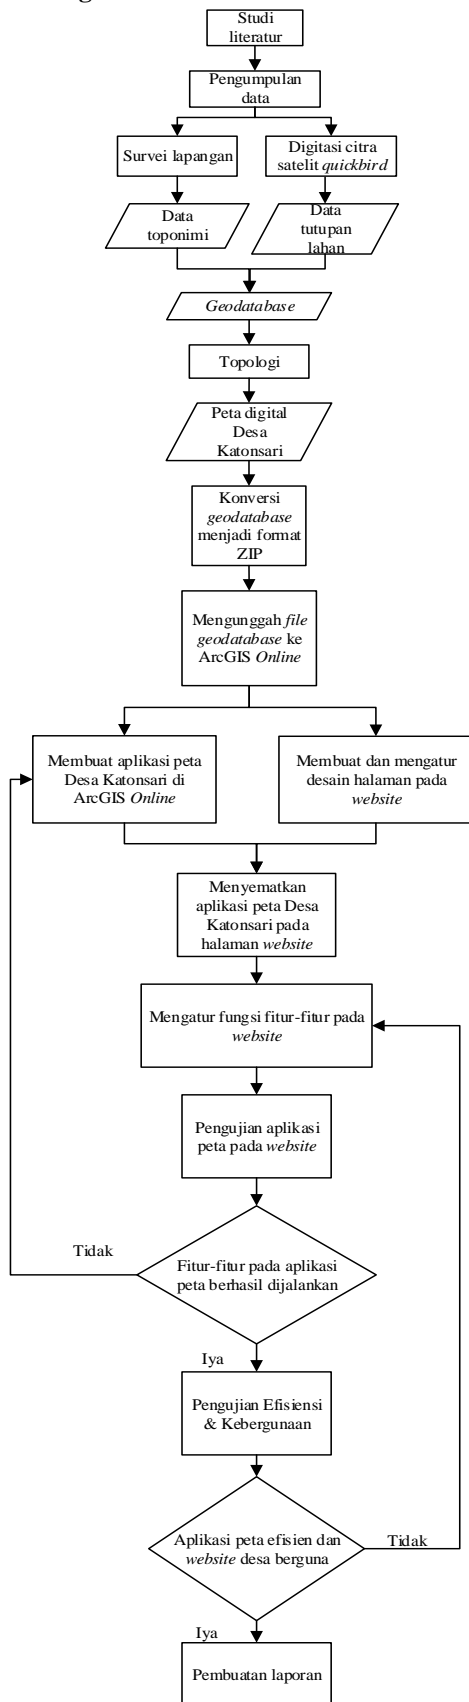 Studi
literatur
Pengumpulan
data
Survei lapangan
Digitasi citra
satelit quickbird
Data
toponimi
Data
tutupan
lahan
Geodatabase
Topologi
Peta digital
Desa
Katonsari
Konversi
geodatabase
menjadi format
ZIP
Mengunggah file
geodatabase ke
ArcGIS Online
Membuat aplikasi peta
Desa Katonsari di
ArcGIS Online
Membuat dan mengatur
desain halaman pada
website
Menyematkan
aplikasi peta Desa
Katonsari pada
halaman website
Mengatur fungsi fitur-fitur pada
website
Pengujian aplikasi
peta pada website
Tidak
Fitur-fitur pada aplikasi
peta berhasil dijalankan
Iya
Pengujian Efisiensi
& Kebergunaan
Aplikasi peta efisien dan
website desa berguna
Tidak
Iya
Pembuatan laporan